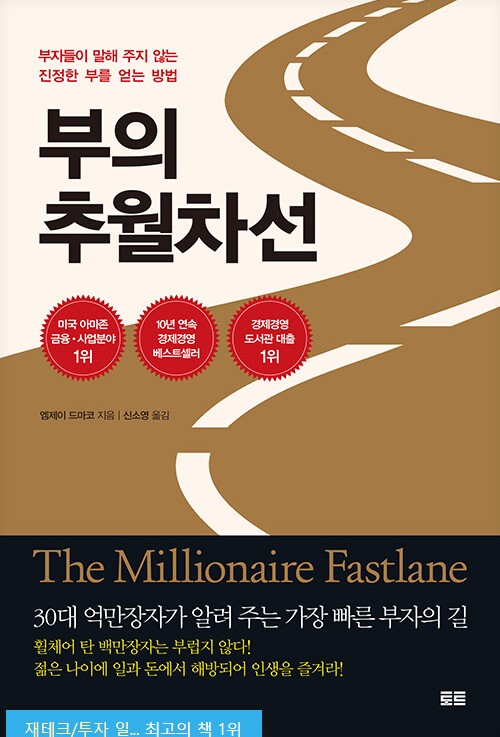 부자들이 말해 주지 않는
진정한 부를 얻는 방법
부의
추월차선
미국 아마존
금융·사업분야
1위
10년 연속
경제경영
베스트셀러
경제경영
도서관 대출
1위
엠제이 드마코 지음 | 신소영 옮김
The Millionaire Fastlane
30대 억만장자가 알려 주는 가장 빠른 부자의 길
휠체어 탄 백만장자는 부럽지 않다!
젊은 나이에 일과 돈에서 해방되어 인생을 즐겨라!
토트
재테크/투자 일... 최고의 책 1위